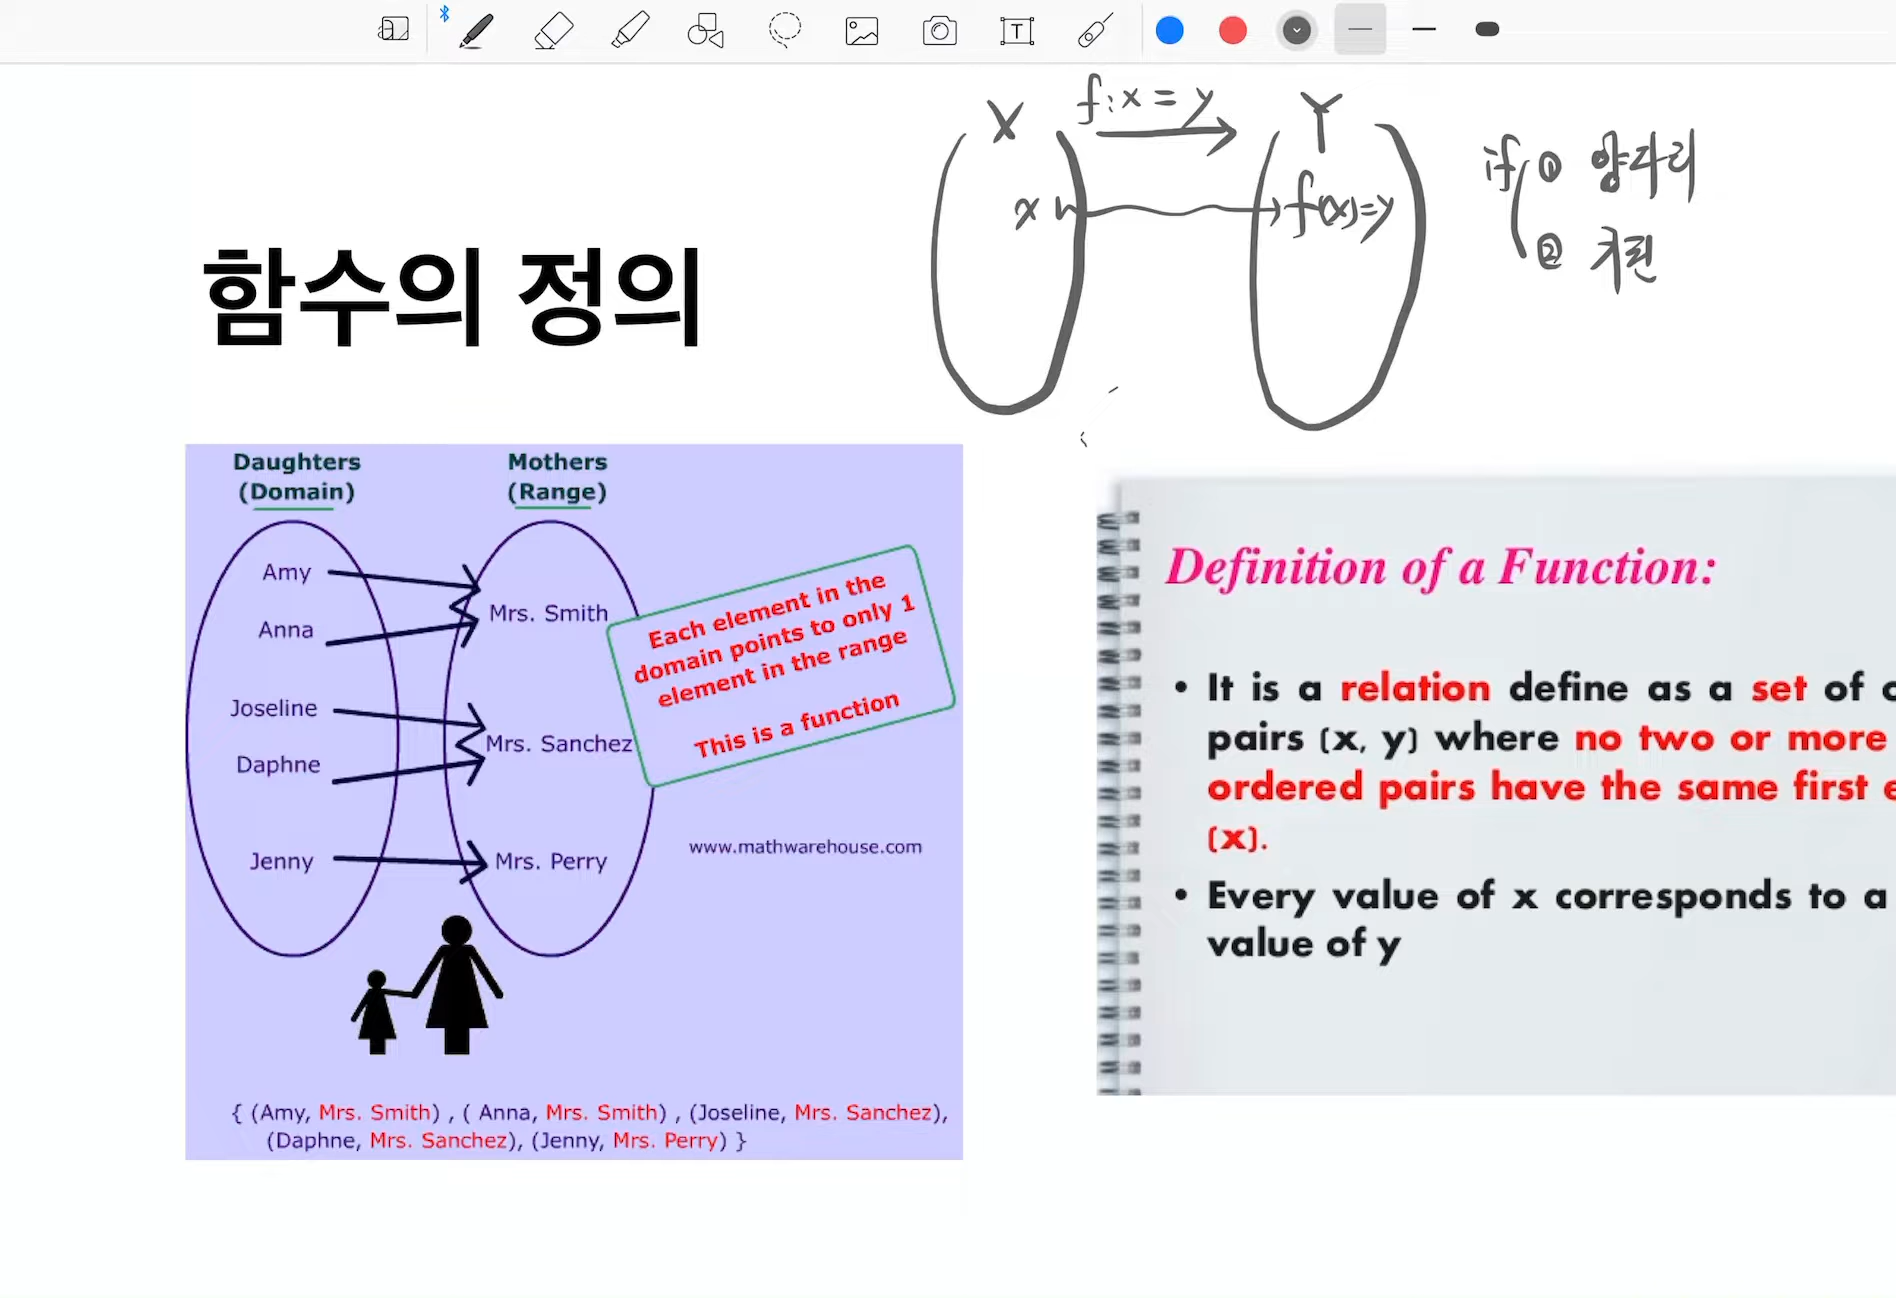 X f:x=y Y
x f(x)=y
if ① 양다리
②
함수의 정의
Daughters
(Domain)
Mothers
(Range)
Amy
Anna
Joseline
Daphne
Jenny
Mrs. Smith
Mrs. Sanchez
Mrs. Perry
Each element in the
domain points to only 1
element in the range
This is a function
www.mathwarehouse.com
{ (Amy, Mrs. Smith) , ( Anna, Mrs. Smith) , (Joseline, Mrs. Sanchez),
(Daphne, Mrs. Sanchez), (Jenny, Mrs. Perry) }
Definition of a Function:
• It is a relation define as a set of
pairs (x, y) where no two or more
ordered pairs have the same first
(x).
• Every value of x corresponds to a
value of y